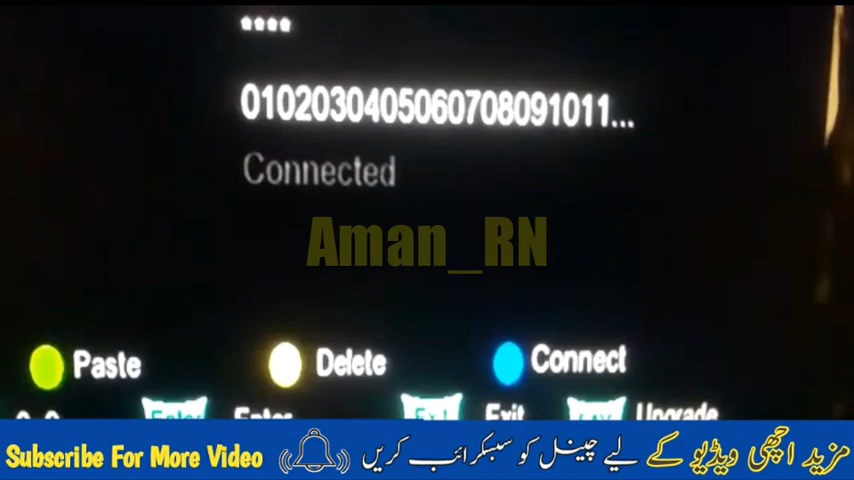 ****
0102030405060708091011...
Connected
Aman_RN
Paste
Delete
Connect
Enter
Exit
Exit
Upgrade
Subscribe For More Video
مزید اچھی ویڈیو کے لیے چینل کو سبسکرائب کریں